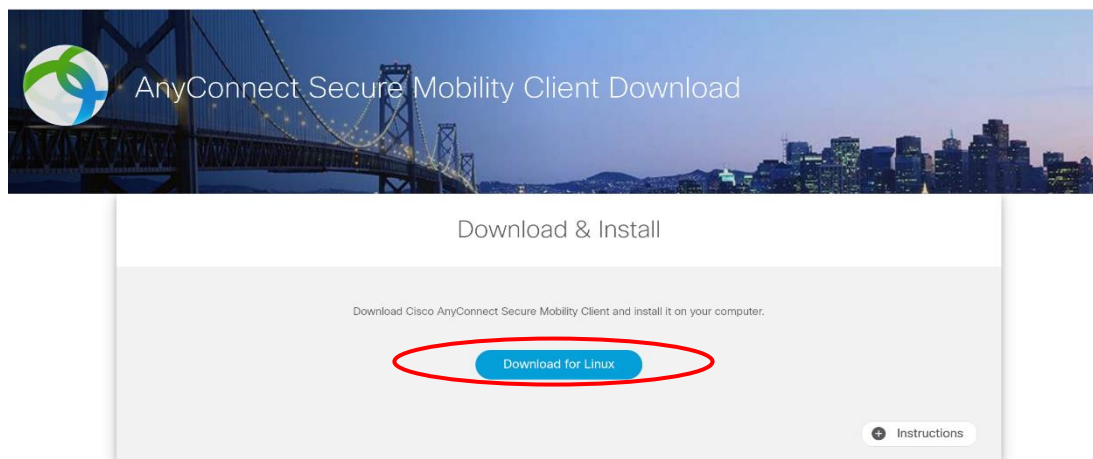 AnyConnect Secure Mobility Client Download
Download & Install
Download Cisco AnyConnect Secure Mobility Client and install it on your computer.
Download for Linux
Instructions